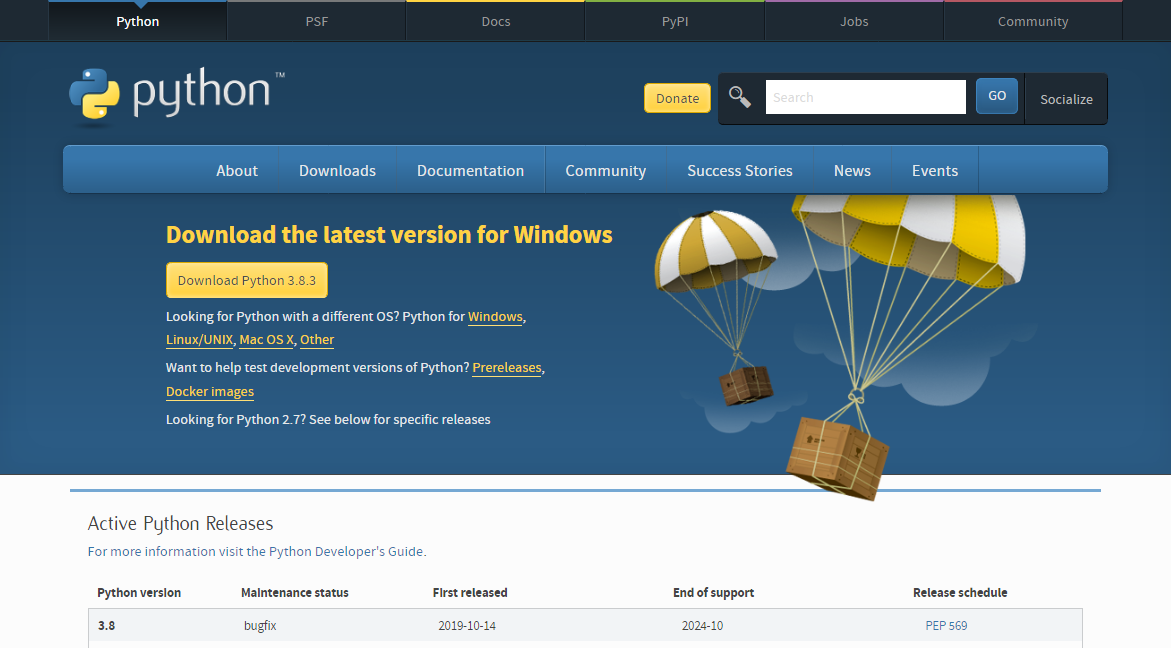 Python PSF Docs PyPI Jobs Community
python™
Donate Search GO Socialize
About Downloads Documentation Community Success Stories News Events
Download the latest version for Windows
Download Python 3.8.3
Looking for Python with a different OS? Python for Windows,
Linux/UNIX, Mac OS X, Other
Want to help test development versions of Python? Prereleases,
Docker images
Looking for Python 2.7? See below for specific releases
Active Python Releases
For more information visit the Python Developer's Guide.
Python version Maintenance status First released End of support Release schedule
3.8 bugfix 2019-10-14 2024-10 PEP 569